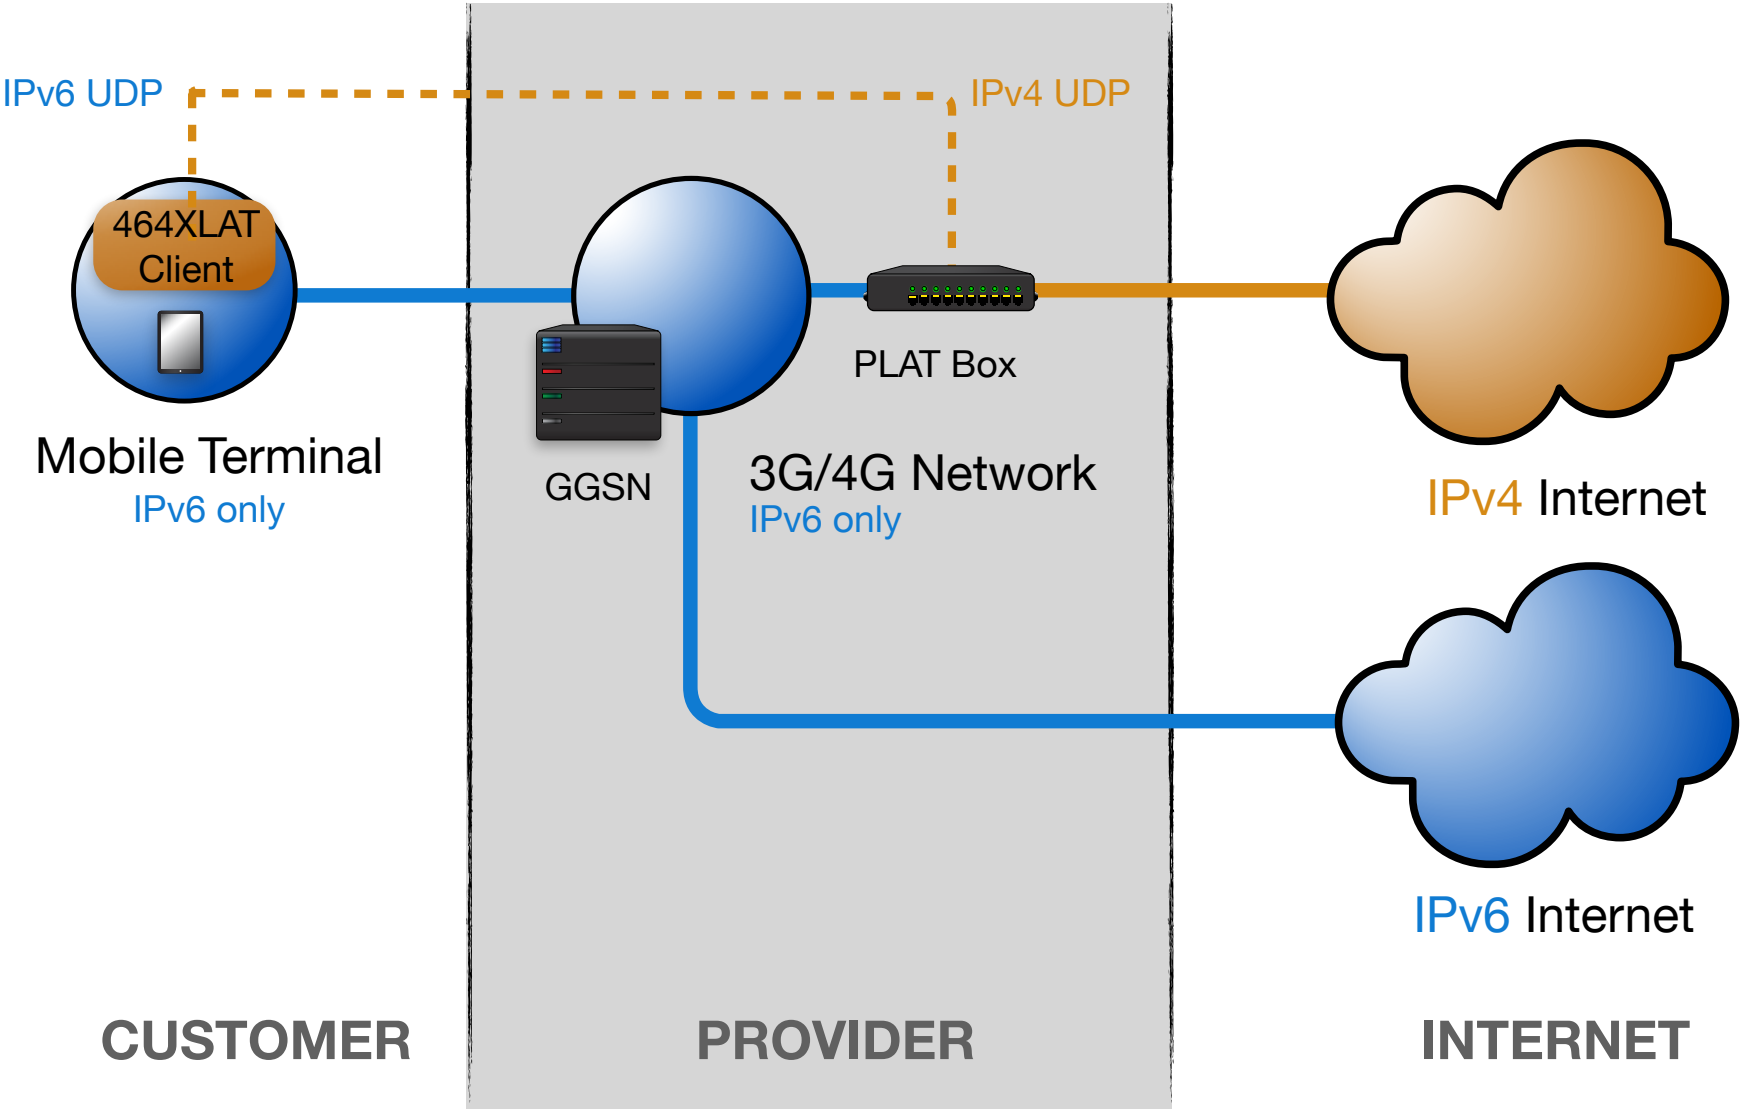 IPv6 UDP
IPv4 UDP
464XLAT
Client
PLAT Box
Mobile Terminal
IPv6 only
GGSN
3G/4G Network
IPv6 only
IPv4 Internet
IPv6 Internet
CUSTOMER
PROVIDER
INTERNET